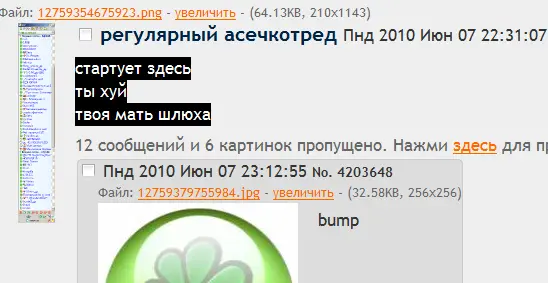 Файл: 12759354675923.png - увеличить - (64.13KB, 210x1143)
регулярный асечкотред Пнд 2010 Июн 07 22:31:07
стартует здесь
ты хуй
твоя мать шлюха
12 сообщений и 6 картинок пропущено. Нажми здесь для пр
Пнд 2010 Июн 07 23:12:55 No. 4203648
Файл: 12759379755984.jpg - увеличить - (32.58KB, 256x256)
bump